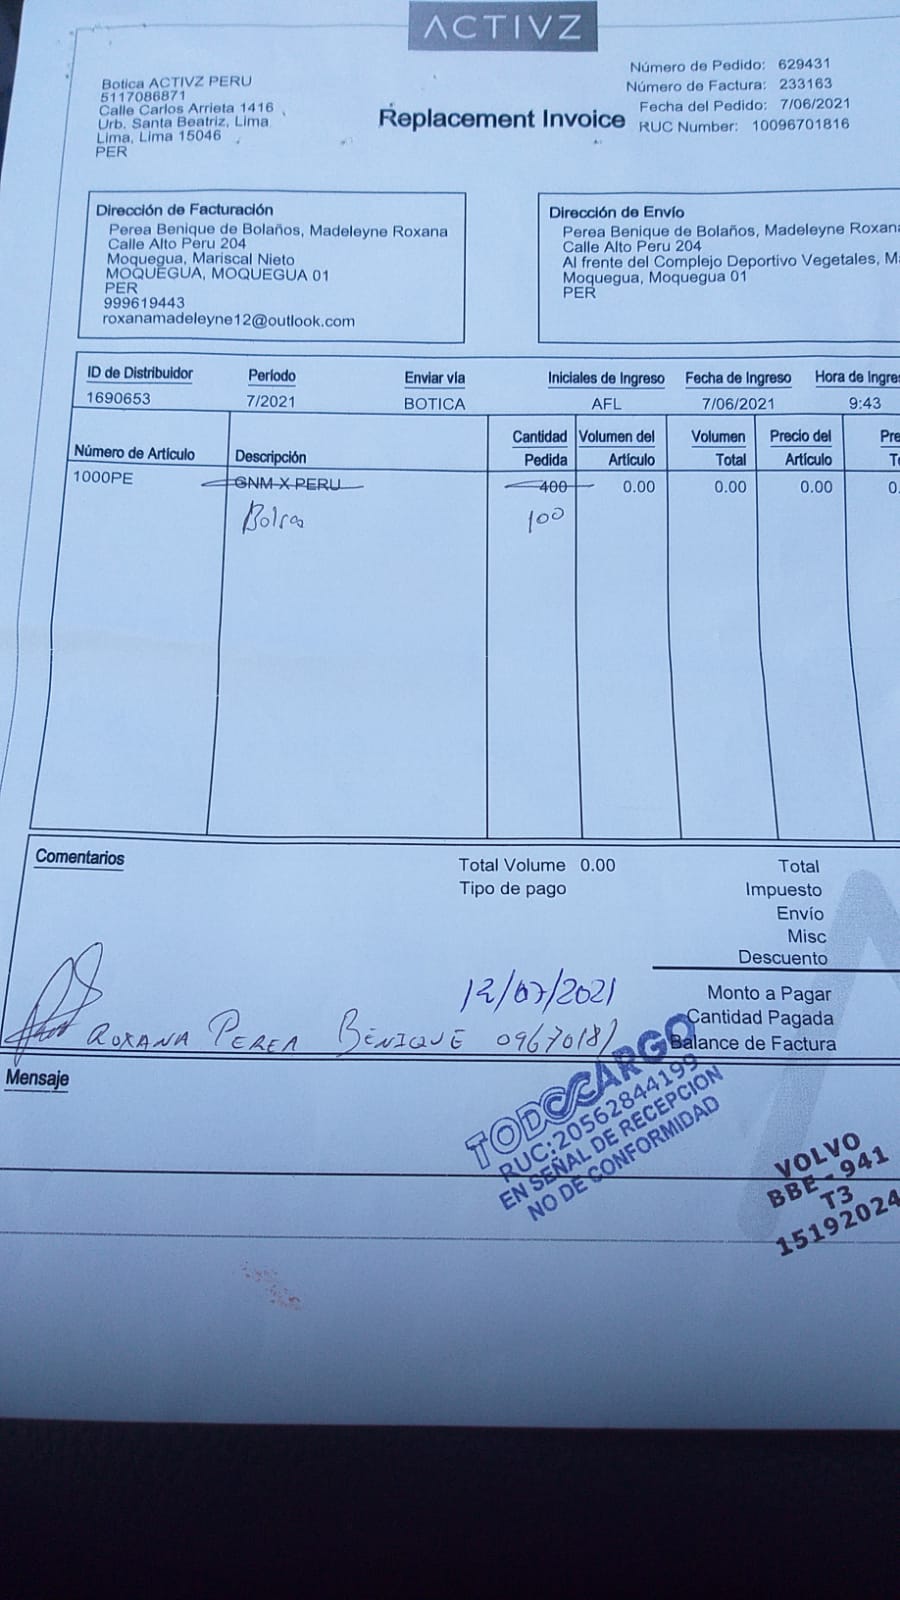 ACTIVZ
Botica ACTIVZ PERU
5117086871
Calle Carlos Arrieta 1416
Urb. Santa Beatriz, Lima
Lima, Lima 15046
PER
Replacement Invoice
Número de Pedido: 629431
Número de Factura: 233163
Fecha del Pedido: 7/06/2021
RUC Number: 10096701816
Dirección de Facturación
Perea Benique de Bolaños, Madeleyne Roxana
Calle Alto Peru 204
Moquegua, Mariscal Nieto
MOQUEGUA, MOQUEGUA 01
PER
999619443
roxanamadeleyne12@outlook.com
Dirección de Envío
Perea Benique de Bolaños, Madeleyne Roxana
Calle Alto Peru 204
Al frente del Complejo Deportivo Vegetales, M
Moquegua, Moquegua 01
PER
ID de Distribuidor Período Enviar vía Iniciales de Ingreso Fecha de Ingreso Hora de Ingre
1690653 7/2021 BOTICA AFL 7/06/2021 9:43
Número de Artículo Descripción Cantidad Pedida Volumen del Artículo Volumen Total Precio del Artículo Pre T
1000PE GNM-X PERU 400 0.00 0.00 0.00 0.
Bolsas 100
Comentarios
Total Volume 0.00
Tipo de pago
Total
Impuesto
Envío
Misc
Descuento
Monto a Pagar
Cantidad Pagada
Balance de Factura
12/07/2021
ROXANA PEREA BENIQUE 09670181
Mensaje
TODOCARGO
RUC:20562844199
EN SEÑAL DE RECEPCION
NO DE CONFORMIDAD
VOLVO
BBE-941
T3
15192024